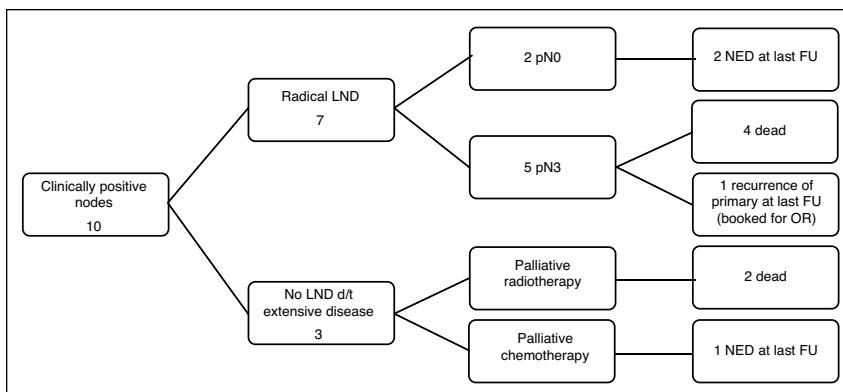 Clinically positive
nodes
10
Radical LND
7
No LND d/t
extensive disease
3
2 pN0
5 pN3
Palliative
radiotherapy
Palliative
chemotherapy
2 NED at last FU
4 dead
1 recurrence of
primary at last FU
(booked for OR)
2 dead
1 NED at last FU